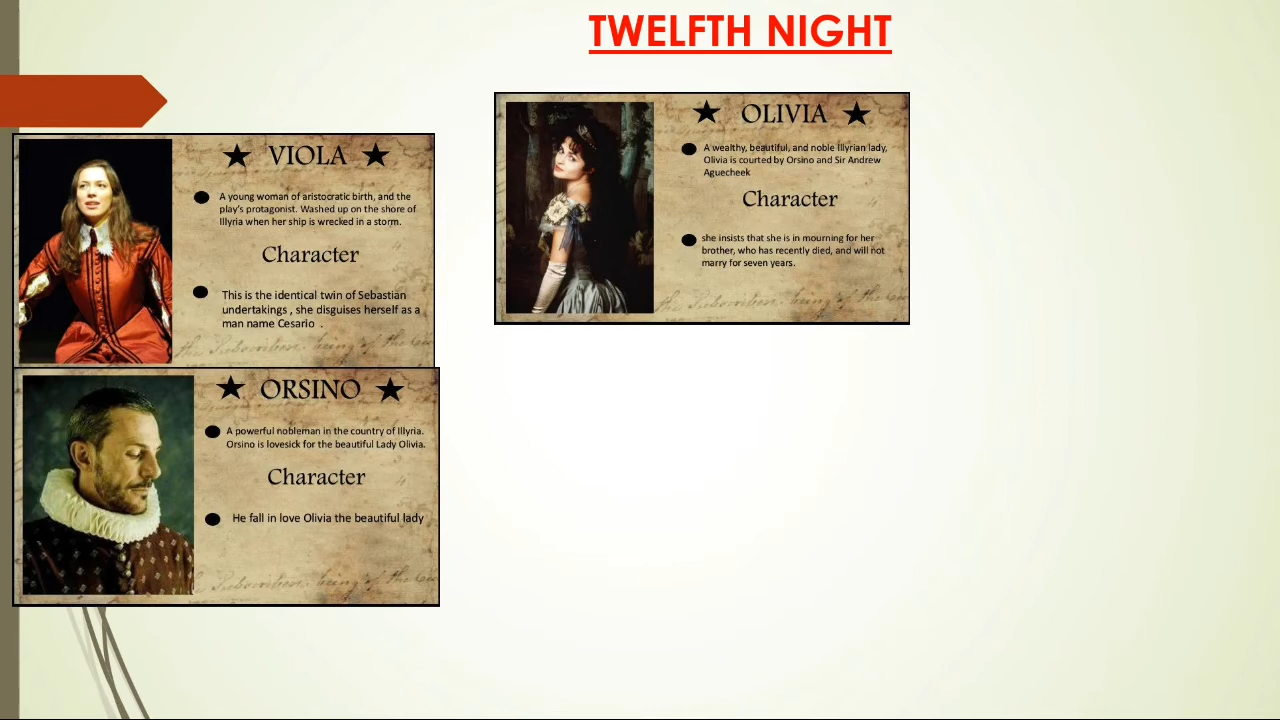 TWELFTH NIGHT
VIOLA
A young woman of aristocratic birth, and the
play's protagonist. Washed up on the shore of
Illyria when her ship is wrecked in a storm.
Character
This is the identical twin of Sebastian
undertakings , she disguises herself as a
man name Cesario .
ORSINO
A powerful nobleman in the country of Illyria.
Orsino is lovesick for the beautiful Lady Olivia.
Character
He fall in love Olivia the beautiful lady
OLIVIA
A wealthy, beautiful, and noble Illyrian lady,
Olivia is courted by Orsino and Sir Andrew
Aguecheek
Character
she insists that she is in mourning for her
brother, who has recently died, and will not
marry for seven years.